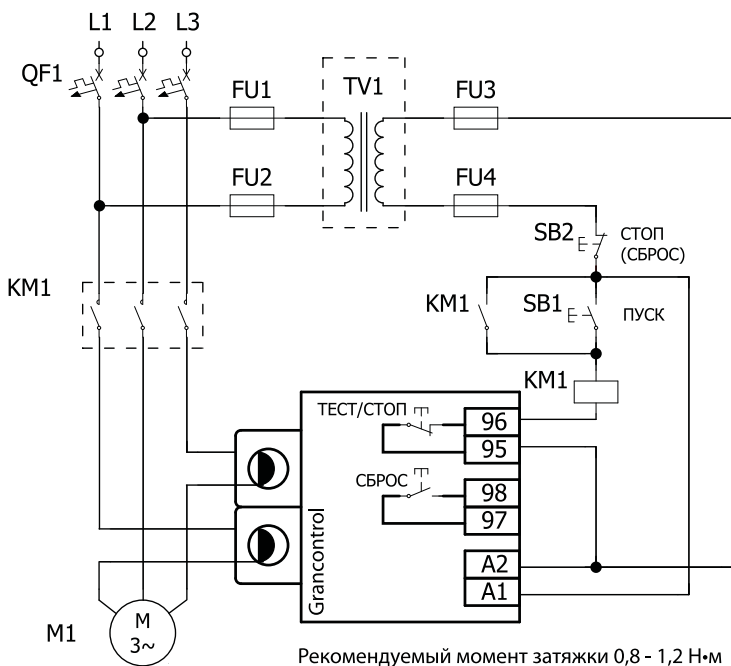 L1 L2 L3
QF1
FU1
TV1
FU3
FU2
FU4
SB2
СТОП
(СБРОС)
KM1
KM1
SB1
ПУСК
KM1
ТЕСТ/СТОП
96
95
СБРОС
98
97
Grancontrol
A2
A1
M1
M
3~
Рекомендуемый момент затяжки 0,8 - 1,2 Н•м